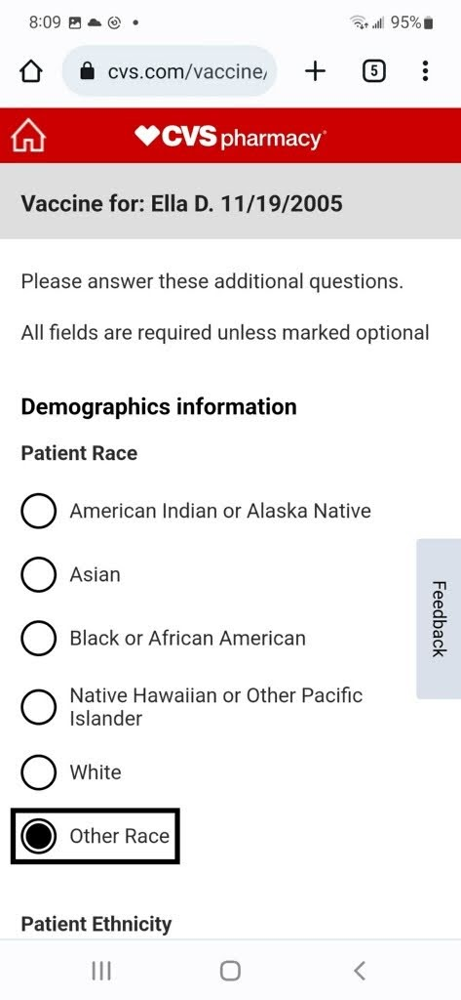 8:09 95%
cvs.com/vaccine/ 5
CVS pharmacy
Vaccine for: Ella D. 11/19/2005
Please answer these additional questions.
All fields are required unless marked optional
Demographics information
Patient Race
American Indian or Alaska Native
Asian
Black or African American
Feedback
Native Hawaiian or Other Pacific
Islander
White
Other Race
Patient Ethnicity